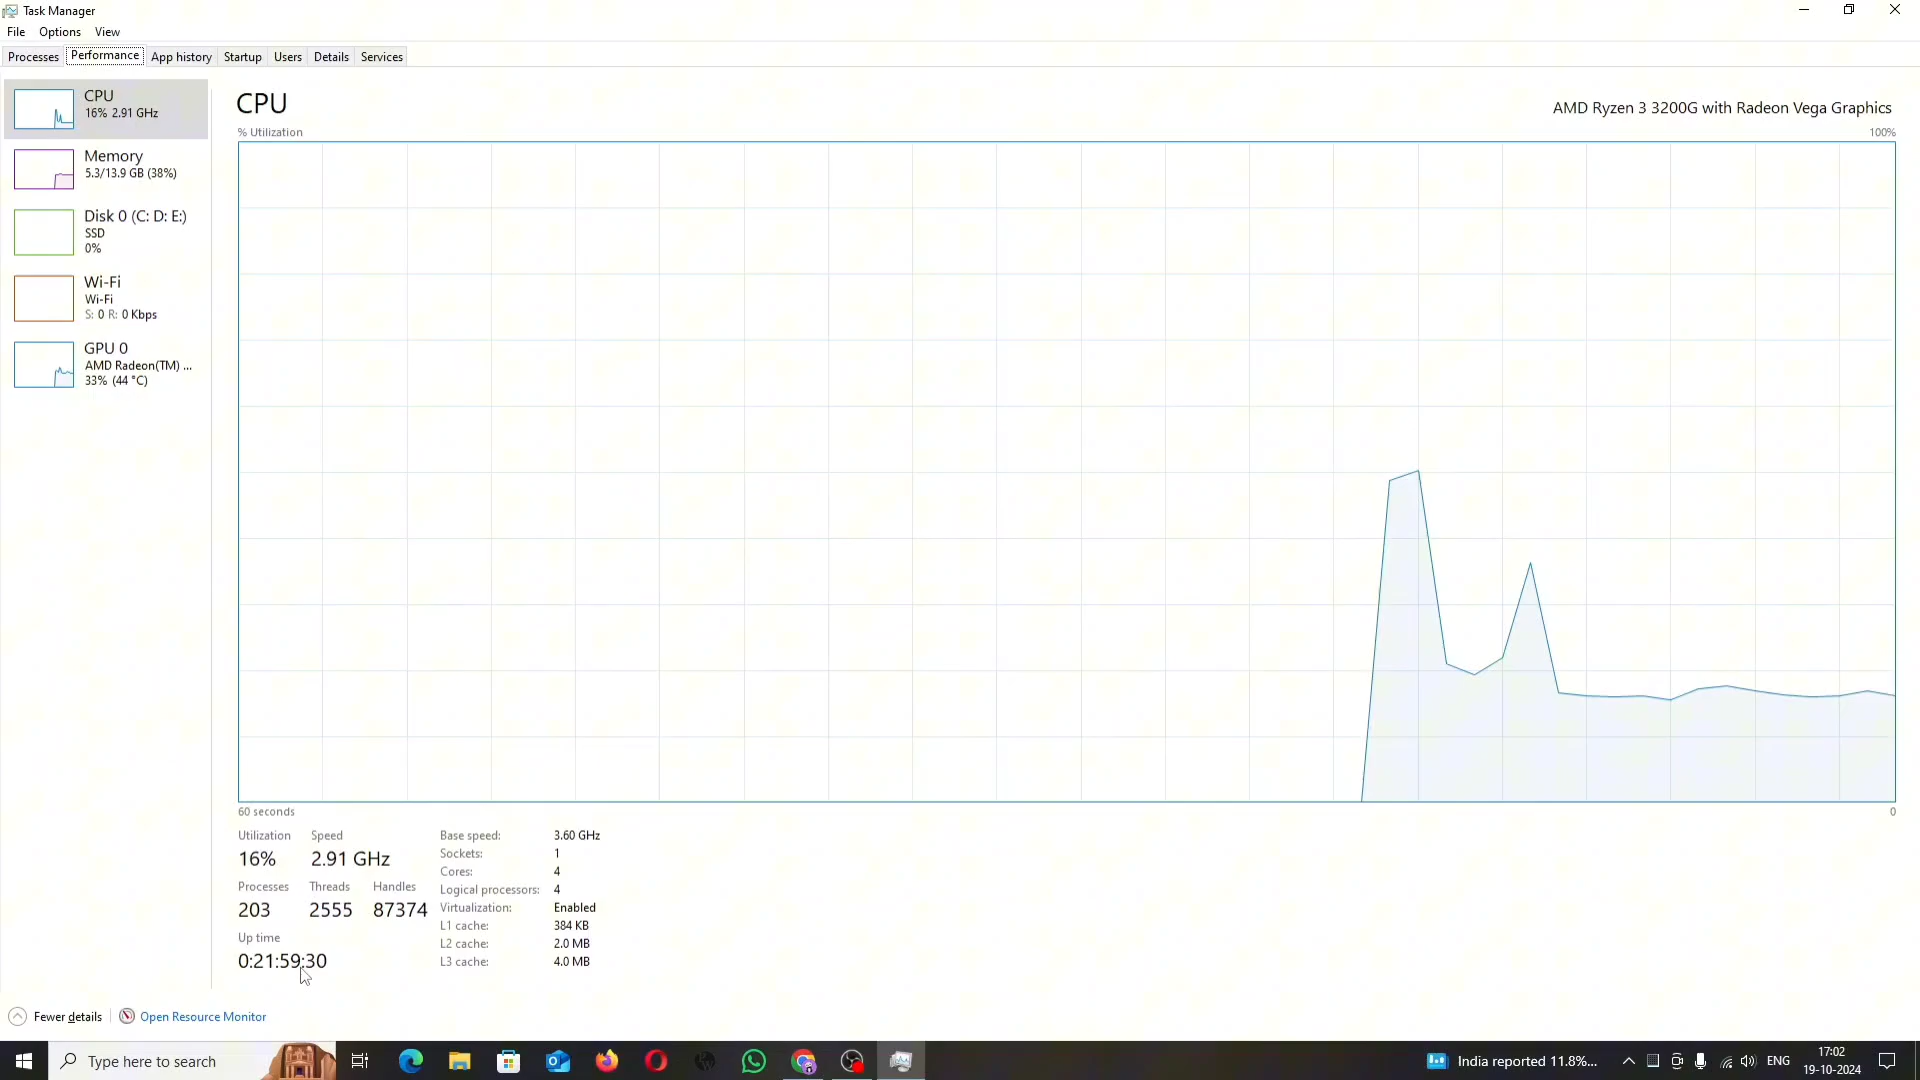 Task Manager
File Options View
Processes Performance App history Startup Users Details Services
CPU
16% 2.91 GHz
Memory
5.3/13.9 GB (38%)
Disk 0 (C: D: E:)
SSD
0%
Wi-Fi
Wi-Fi
S: 0 R: 0 Kbps
GPU 0
AMD Radeon(TM) ...
33% (44 °C)
CPU
AMD Ryzen 3 3200G with Radeon Vega Graphics
% Utilization
100%
60 seconds
0
Utilization Speed
16% 2.91 GHz
Processes Threads Handles
203 2555 87374
Up time
0:21:59:30
Base speed: 3.60 GHz
Sockets: 1
Cores: 4
Logical processors: 4
Virtualization: Enabled
L1 cache: 384 KB
L2 cache: 2.0 MB
L3 cache: 4.0 MB
Fewer details
Open Resource Monitor
Type here to search
India reported 11.8%...
ENG
17:02
19-10-2024